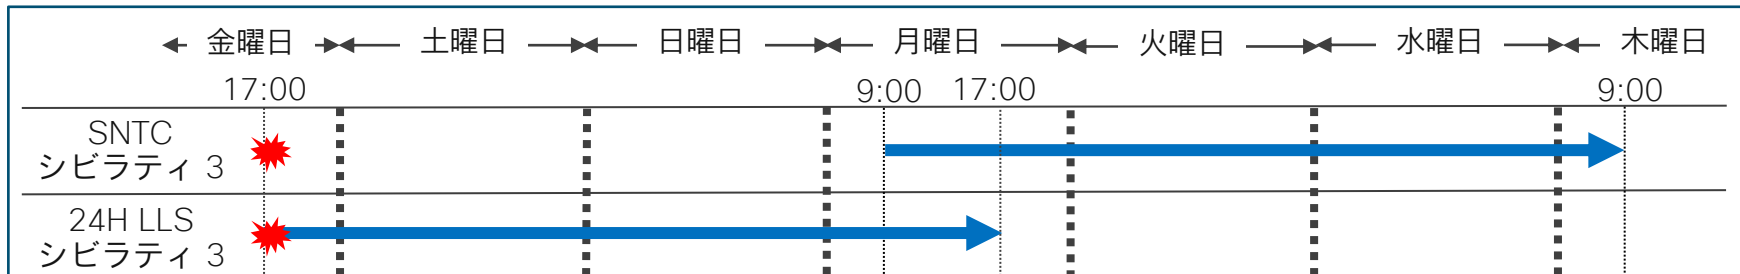 金曜日 土曜日 日曜日 月曜日 火曜日 水曜日 木曜日
17:00 9:00 17:00 9:00
SNTC
シビラティ 3
24H LLS
シビラティ 3